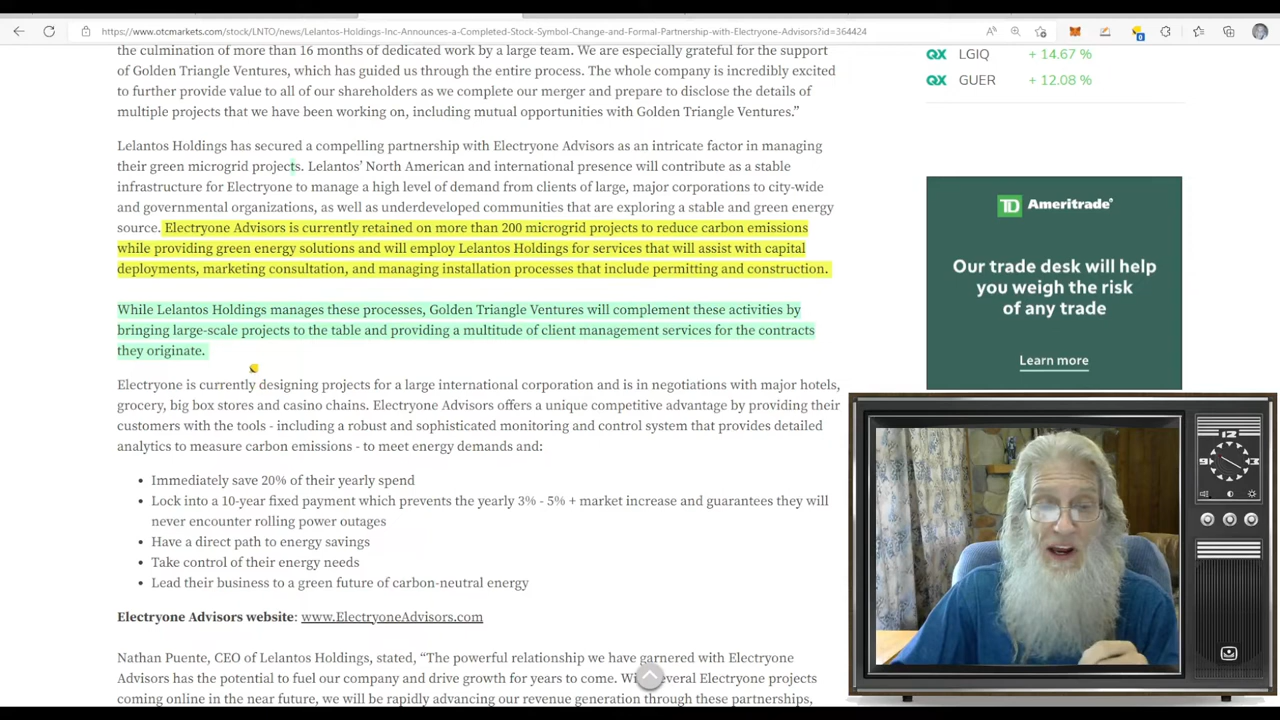 https://www.otcmarkets.com/stock/LNTO/news/Lelantos-Holdings-Inc-Announces-a-Completed-Stock-Symbol-Change-and-Formal-Partnership-with-Electryone-Advisors?id=364424
the culmination of more than 16 months of dedicated work by a large team. We are especially grateful for the support
of Golden Triangle Ventures, which has guided us through the entire process. The whole company is incredibly excited
to further provide value to all of our shareholders as we complete our merger and prepare to disclose the details of
multiple projects that we have been working on, including mutual opportunities with Golden Triangle Ventures.”
Lelantos Holdings has secured a compelling partnership with Electryone Advisors as an intricate factor in managing
their green microgrid projects. Lelantos’ North American and international presence will contribute as a stable
infrastructure for Electryone to manage a high level of demand from clients of large, major corporations to city-wide
and governmental organizations, as well as underdeveloped communities that are exploring a stable and green energy
source. Electryone Advisors is currently retained on more than 200 microgrid projects to reduce carbon emissions
while providing green energy solutions and will employ Lelantos Holdings for services that will assist with capital
deployments, marketing consultation, and managing installation processes that include permitting and construction.
While Lelantos Holdings manages these processes, Golden Triangle Ventures will complement these activities by
bringing large-scale projects to the table and providing a multitude of client management services for the contracts
they originate.
Electryone is currently designing projects for a large international corporation and is in negotiations with major hotels,
grocery, big box stores and casino chains. Electryone Advisors offers a unique competitive advantage by providing their
customers with the tools - including a robust and sophisticated monitoring and control system that provides detailed
analytics to measure carbon emissions - to meet energy demands and:
• Immediately save 20% of their yearly spend
• Lock into a 10-year fixed payment which prevents the yearly 3% - 5% + market increase and guarantees they will
never encounter rolling power outages
• Have a direct path to energy savings
• Take control of their energy needs
• Lead their business to a green future of carbon-neutral energy
Electryone Advisors website: www.ElectryoneAdvisors.com
Nathan Puente, CEO of Lelantos Holdings, stated, “The powerful relationship we have garnered with Electryone
Advisors has the potential to fuel our company and drive growth for years to come. Wi several Electryone projects
coming online in the near future, we will be rapidly advancing our revenue generation through these partnerships,
QX LGIQ + 14.67 %
QX GUER + 12.08 %
TD Ameritrade
Our trade desk will help
you weigh the risk
of any trade
Learn more
12
9 3